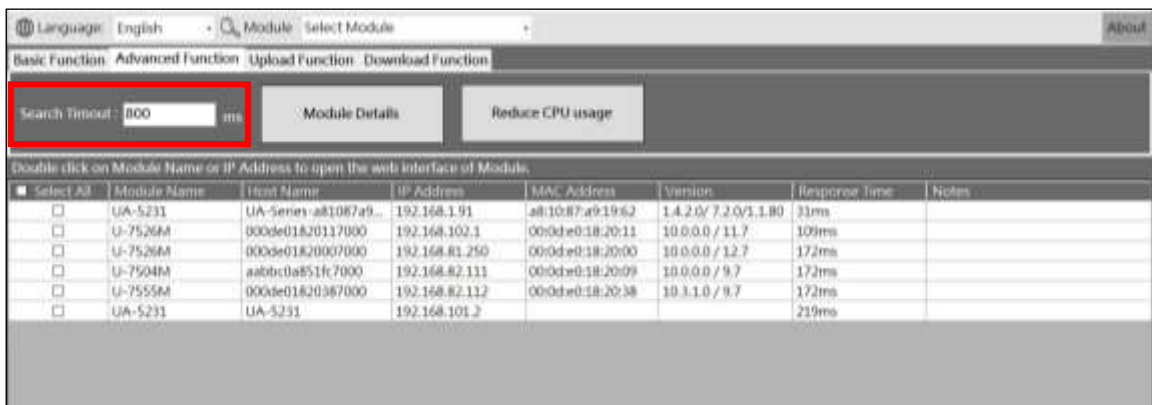 Language: English Module Select Module About
Basic Function Advanced Function Upload Function Download Function
Search Timout : 800 ms Module Details Reduce CPU usage
Double click on Module Name or IP Address to open the web interface of Module.
Select All Module Name Host Name IP Address MAC Address Version Response Time Notes
UA-5231 UA-Series-a81087a9... 192.168.1.91 a8:10:87:a9:19:62 1.4.2.0/ 7.2.0/1.1.80 31ms
U-7526M 000de01820117000 192.168.102.1 00:0d:e0:18:20:11 10.0.0.0 / 11.7 109ms
U-7526M 000de01820007000 192.168.81.250 00:0d:e0:18:20:00 10.0.0.0 / 12.7 172ms
U-7504M aabbc0a851fc7000 192.168.82.111 00:0d:e0:18:20:09 10.0.0.0 / 9.7 172ms
U-7555M 000de01820387000 192.168.82.112 00:0d:e0:18:20:38 10.3.1.0 / 9.7 172ms
UA-5231 UA-5231 192.168.101.2 219ms